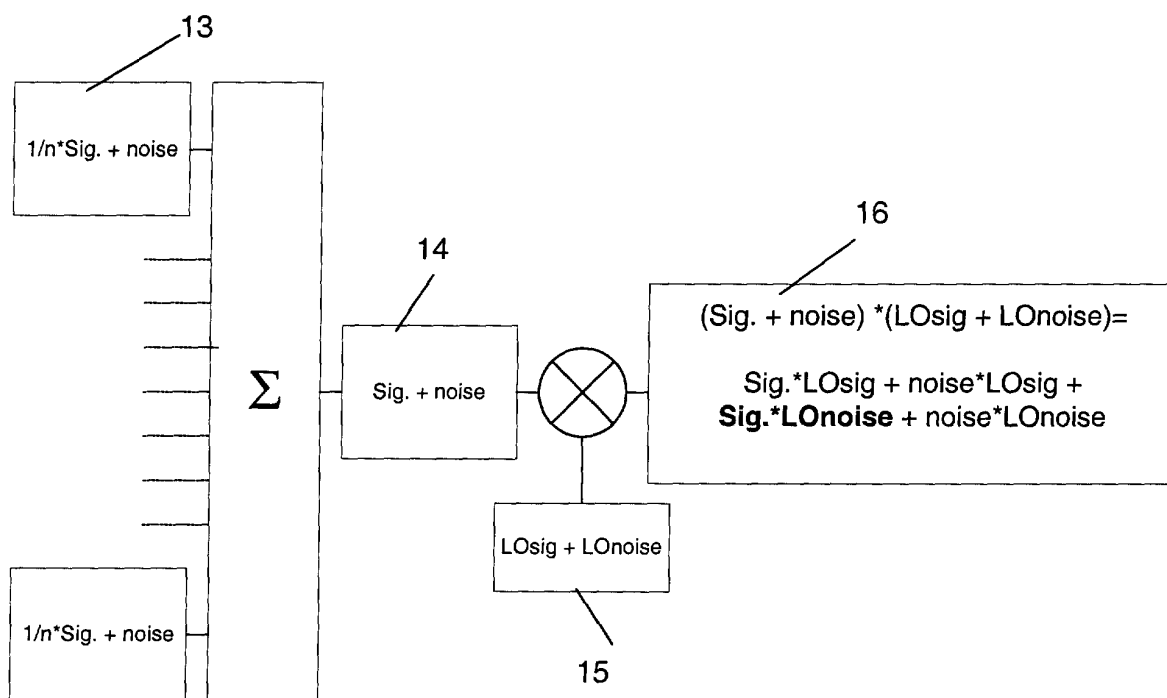 13
1/n*Sig. + noise
14
16
Σ
Sig. + noise
(Sig. + noise) *(LOsig + LOnoise)=
Sig.*LOsig + noise*LOsig +
Sig.*LOnoise + noise*LOnoise
LOsig + LOnoise
15
1/n*Sig. + noise